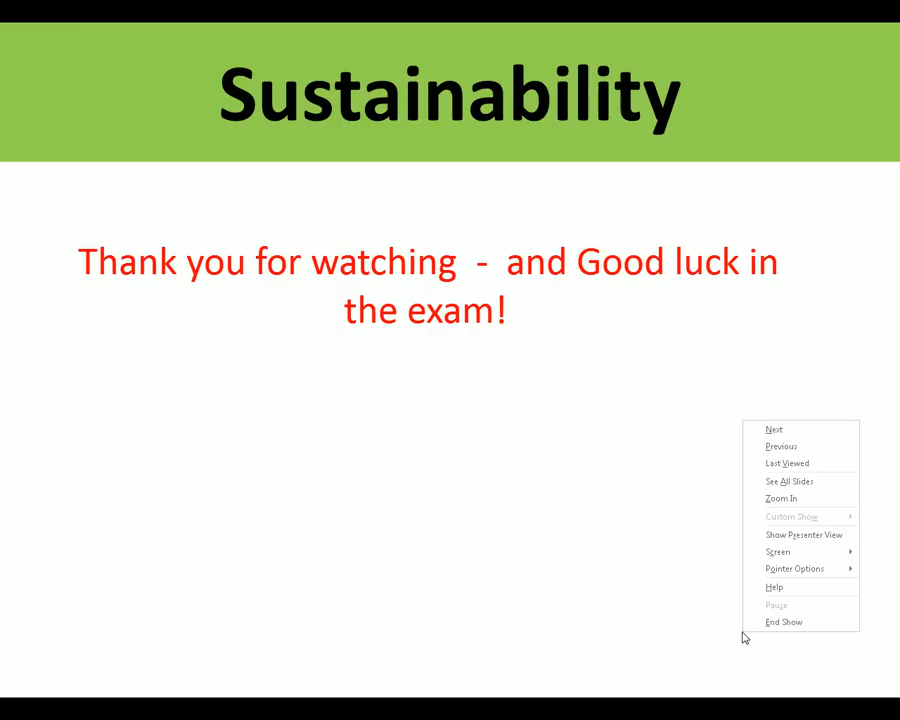 Sustainability
Thank you for watching  -  and Good luck in
the exam!
Next
Previous
Last Viewed
See All Slides
Zoom In
Custom Show
Show Presenter View
Screen
Pointer Options
Help
Pause
End Show